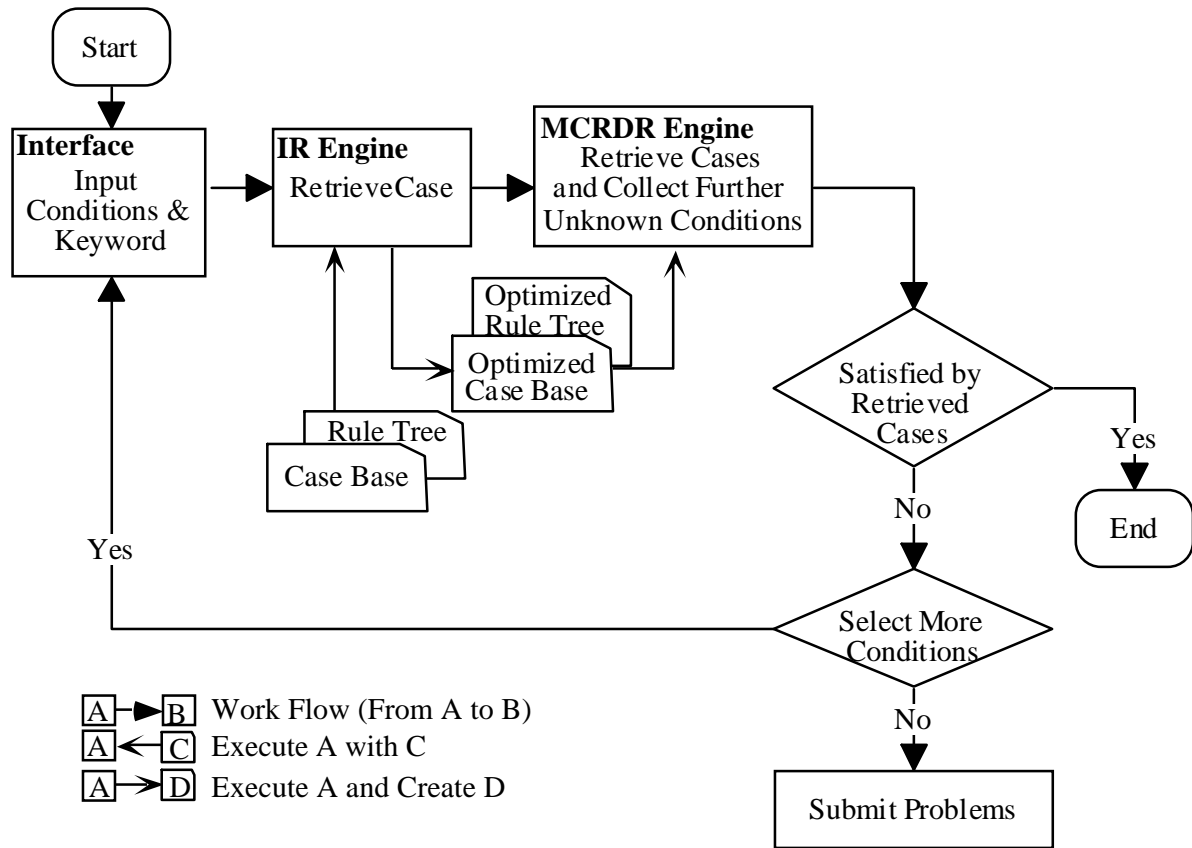 Start
Interface
Input
Conditions &
Keyword
IR Engine
RetrieveCase
MCRDR Engine
Retrieve Cases
and Collect Further
Unknown Conditions
Optimized
Rule Tree
Optimized
Case Base
Rule Tree
Case Base
Satisfied by
Retrieved
Cases
Yes
End
No
Yes
Select More
Conditions
No
Submit Problems
A B Work Flow (From A to B)
A C Execute A with C
A D Execute A and Create D